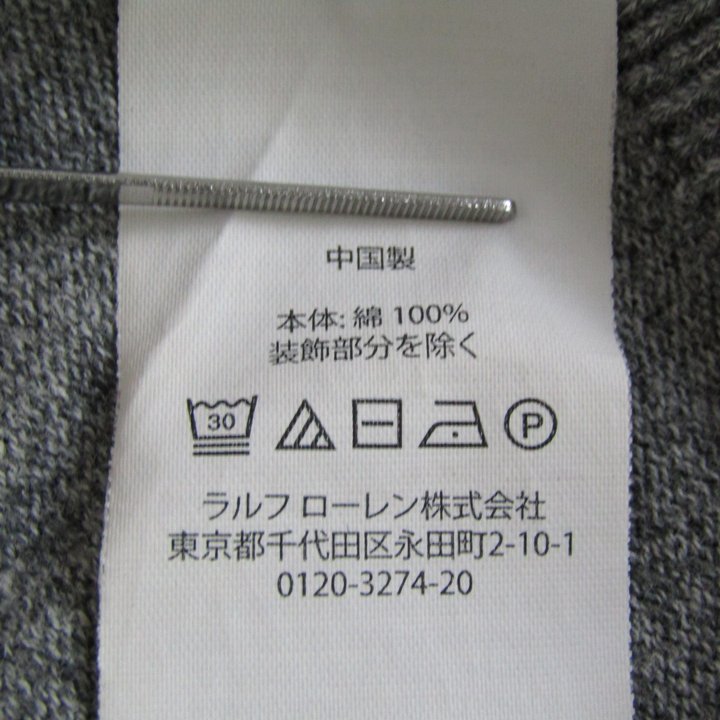 中国製
本体: 綿 100%
装飾部分を除く
30 P
ラルフ ローレン株式会社
東京都千代田区永田町2-10-1
0120-3274-20